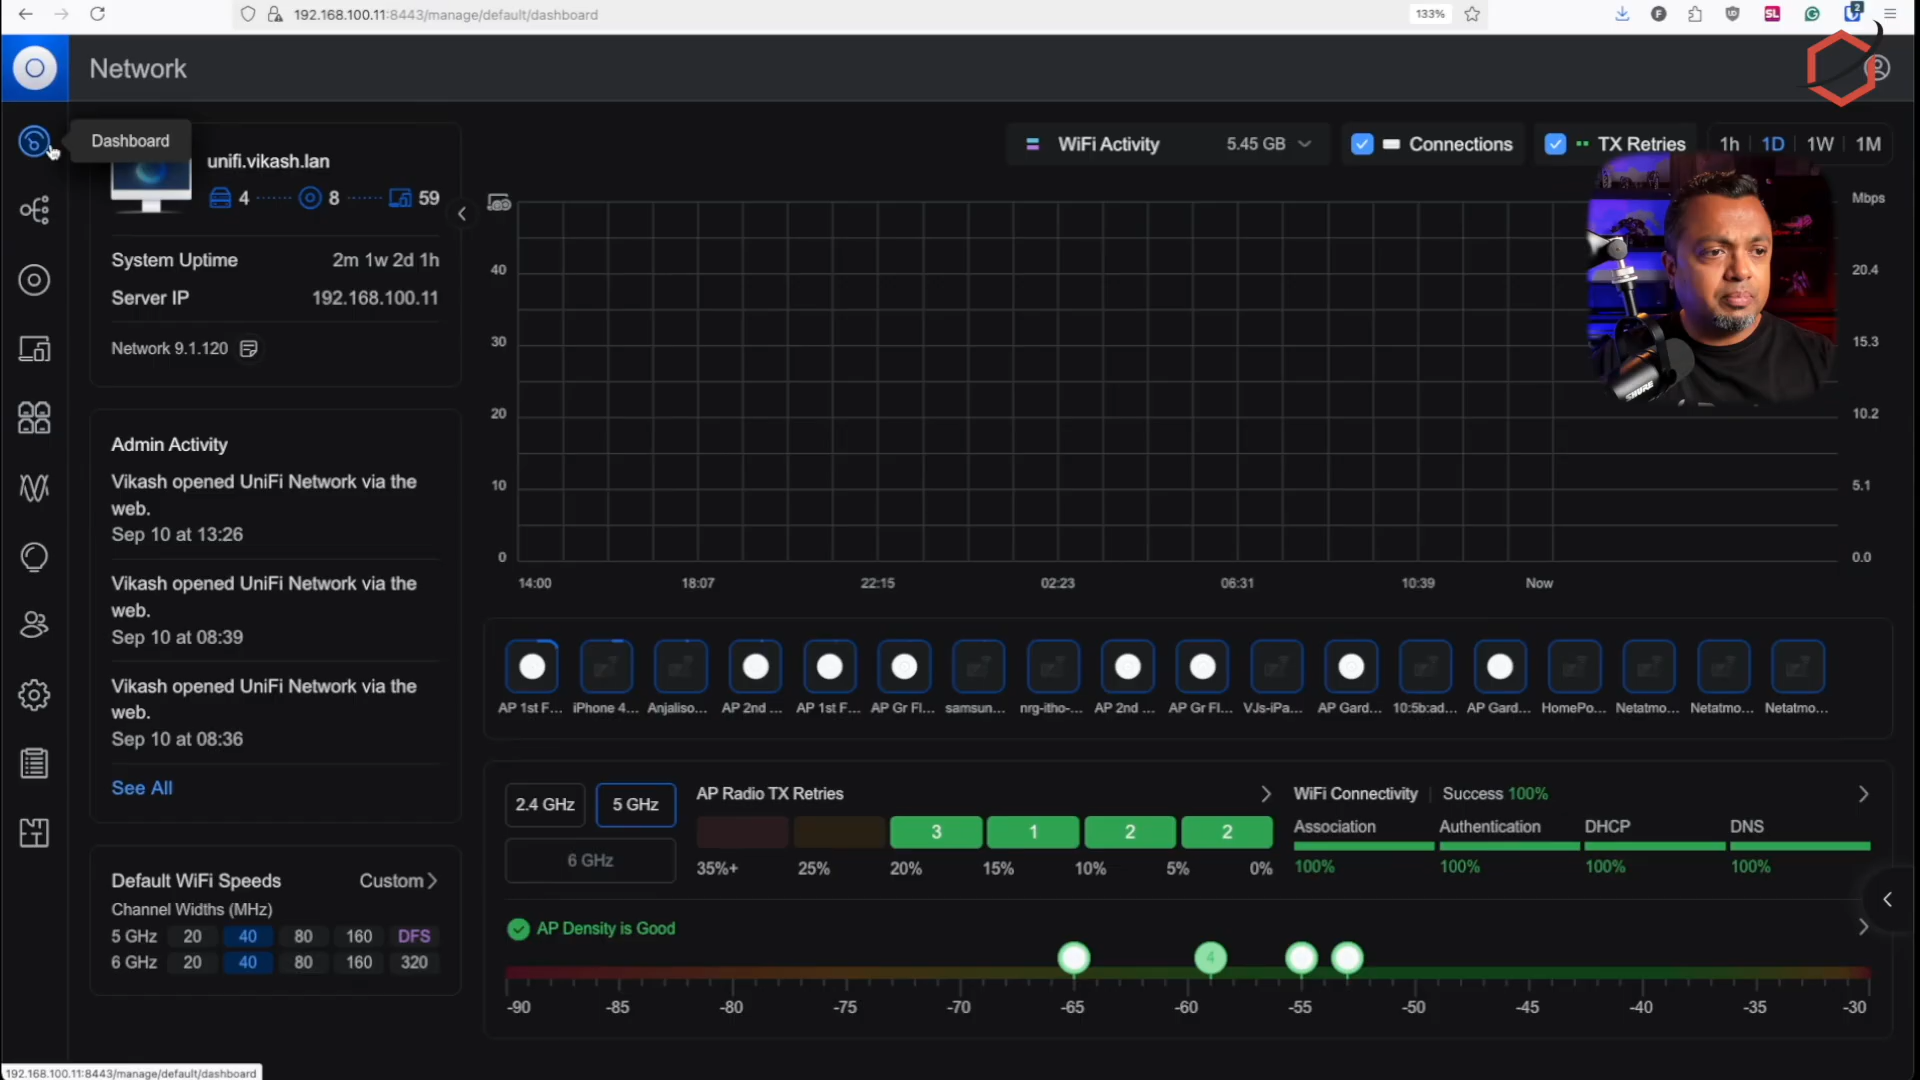 192.168.100.11:8443/manage/default/dashboard
133%
SL
2
Network
Dashboard
unifi.vikash.lan
4
8
59
System Uptime 2m 1w 2d 1h
Server IP 192.168.100.11
Network 9.1.120
Admin Activity
Vikash opened UniFi Network via the
web.
Sep 10 at 13:26
Vikash opened UniFi Network via the
web.
Sep 10 at 08:39
Vikash opened UniFi Network via the
web.
Sep 10 at 08:36
See All
Default WiFi Speeds Custom
Channel Widths (MHz)
5 GHz 20 40 80 160 DFS
6 GHz 20 40 80 160 320
WiFi Activity 5.45 GB Connections TX Retries 1h 1D 1W 1M
Mbps
40 20.4
30 15.3
20 10.2
10 5.1
0 0.0
14:00 18:07 22:15 02:23 06:31 10:39 Now
SHURE
AP 1st F... iPhone 4... Anjaliso... AP 2nd ... AP 1st F... AP Gr Fl... samsun... nrg-itho-... AP 2nd ... AP Gr Fl... VJs-iPa... AP Gard... 10:5b:ad... AP Gard... HomePo... Netatmo... Netatmo... Netatmo...
2.4 GHz 5 GHz
6 GHz
AP Radio TX Retries
3 1 2 2
35%+ 25% 20% 15% 10% 5% 0%
WiFi Connectivity Success 100%
Association Authentication DHCP DNS
100% 100% 100% 100%
AP Density is Good
4
-90 -85 -80 -75 -70 -65 -60 -55 -50 -45 -40 -35 -30
192.168.100.11:8443/manage/default/dashboard